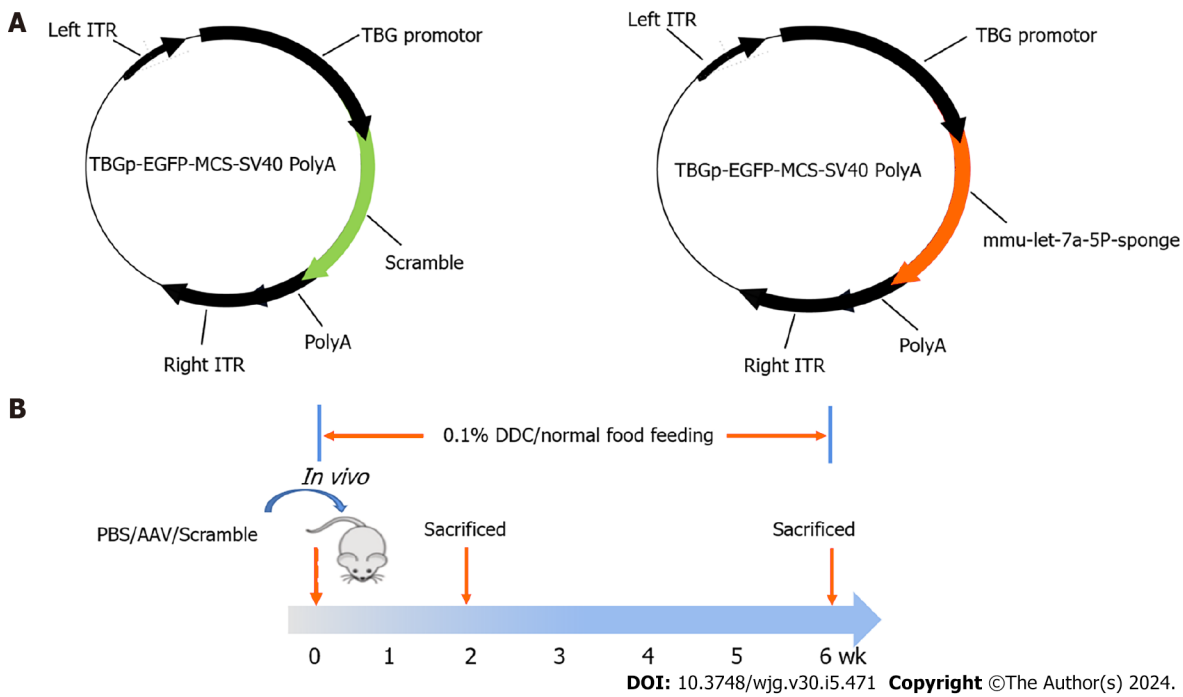 A
Left ITR
TBG promotor
TBGp-EGFP-MCS-SV40 PolyA
Scramble
PolyA
Right ITR
Left ITR
TBG promotor
TBGp-EGFP-MCS-SV40 PolyA
mmu-let-7a-5P-sponge
PolyA
Right ITR
B
0.1% DDC/normal food feeding
In vivo
PBS/AAV/Scramble
Sacrificed
Sacrificed
0 1 2 3 4 5 6 wk
DOI: 10.3748/wjg.v30.i5.471 Copyright ©The Author(s) 2024.